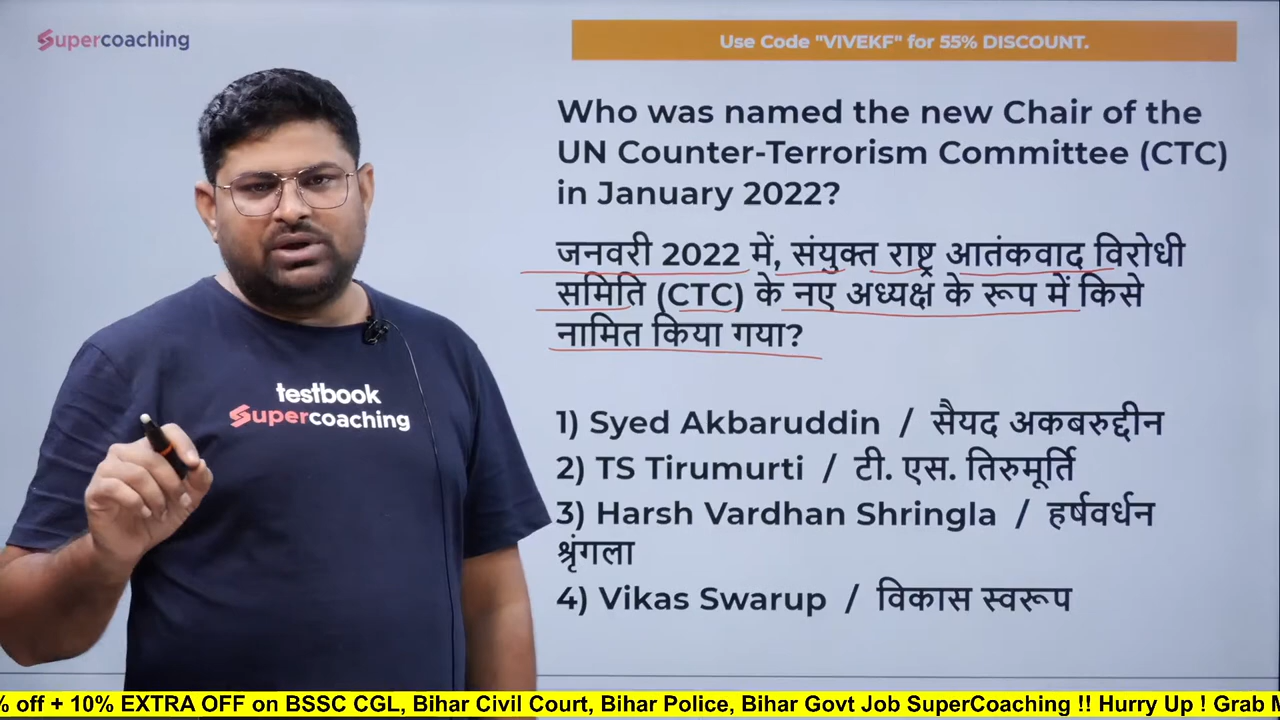 Supercoaching
Use Code "VIVEKF" for 55% DISCOUNT.
Who was named the new Chair of the
UN Counter-Terrorism Committee (CTC)
in January 2022?
जनवरी 2022 में, संयुक्त राष्ट्र आतंकवाद विरोधी
समिति (CTC) के नए अध्यक्ष के रूप में किसे
नामित किया गया?
testbook
Supercoaching
1) Syed Akbaruddin / सैयद अकबरुद्दीन
2) TS Tirumurti / टी. एस. तिरुमूर्ति
3) Harsh Vardhan Shringla / हर्षवर्धन
श्रृंगला
4) Vikas Swarup / विकास स्वरूप
% off + 10% EXTRA OFF on BSSC CGL, Bihar Civil Court, Bihar Police, Bihar Govt Job SuperCoaching !! Hurry Up ! Grab